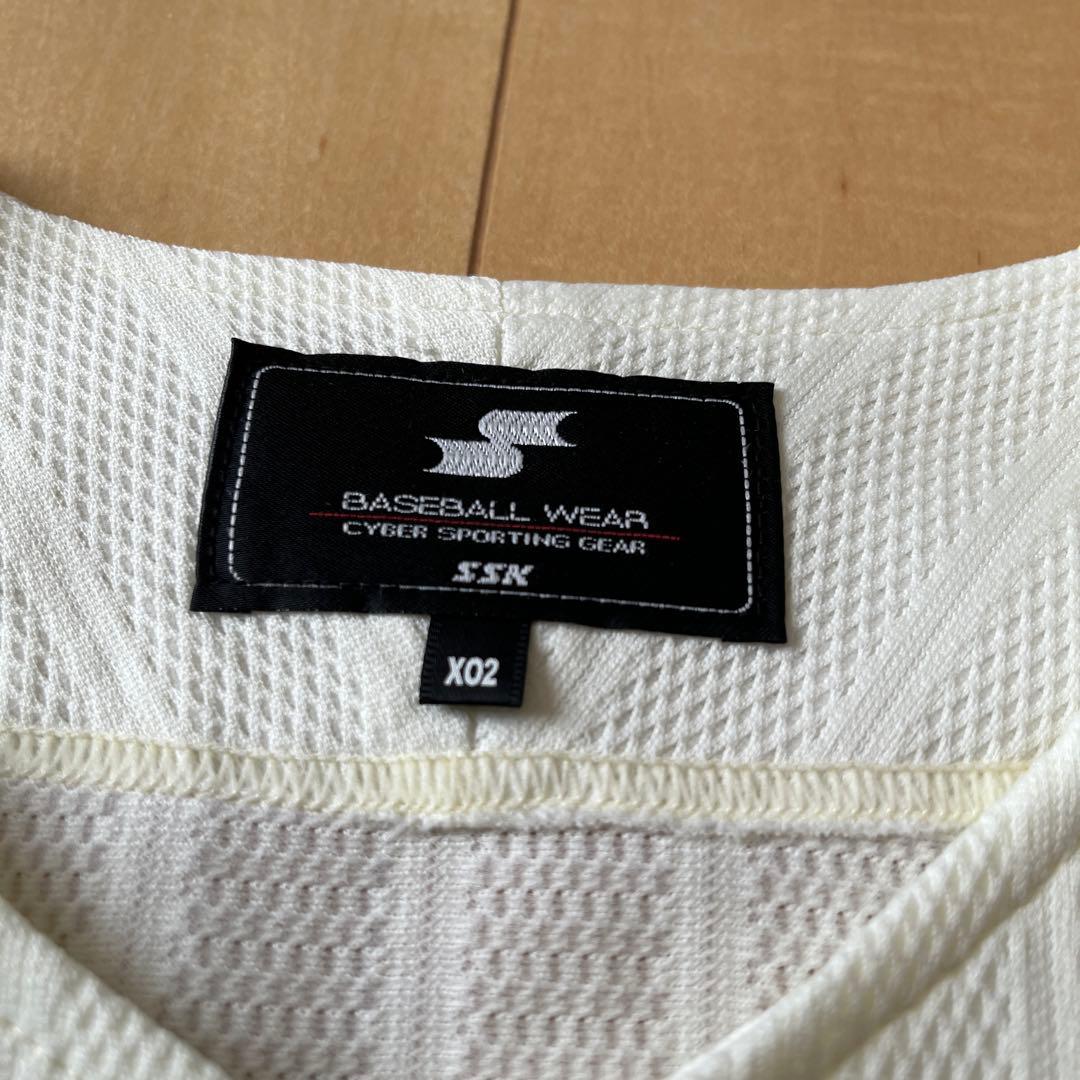 BASEBALL WEAR
CYBER SPORTING GEAR
SSK
XO2